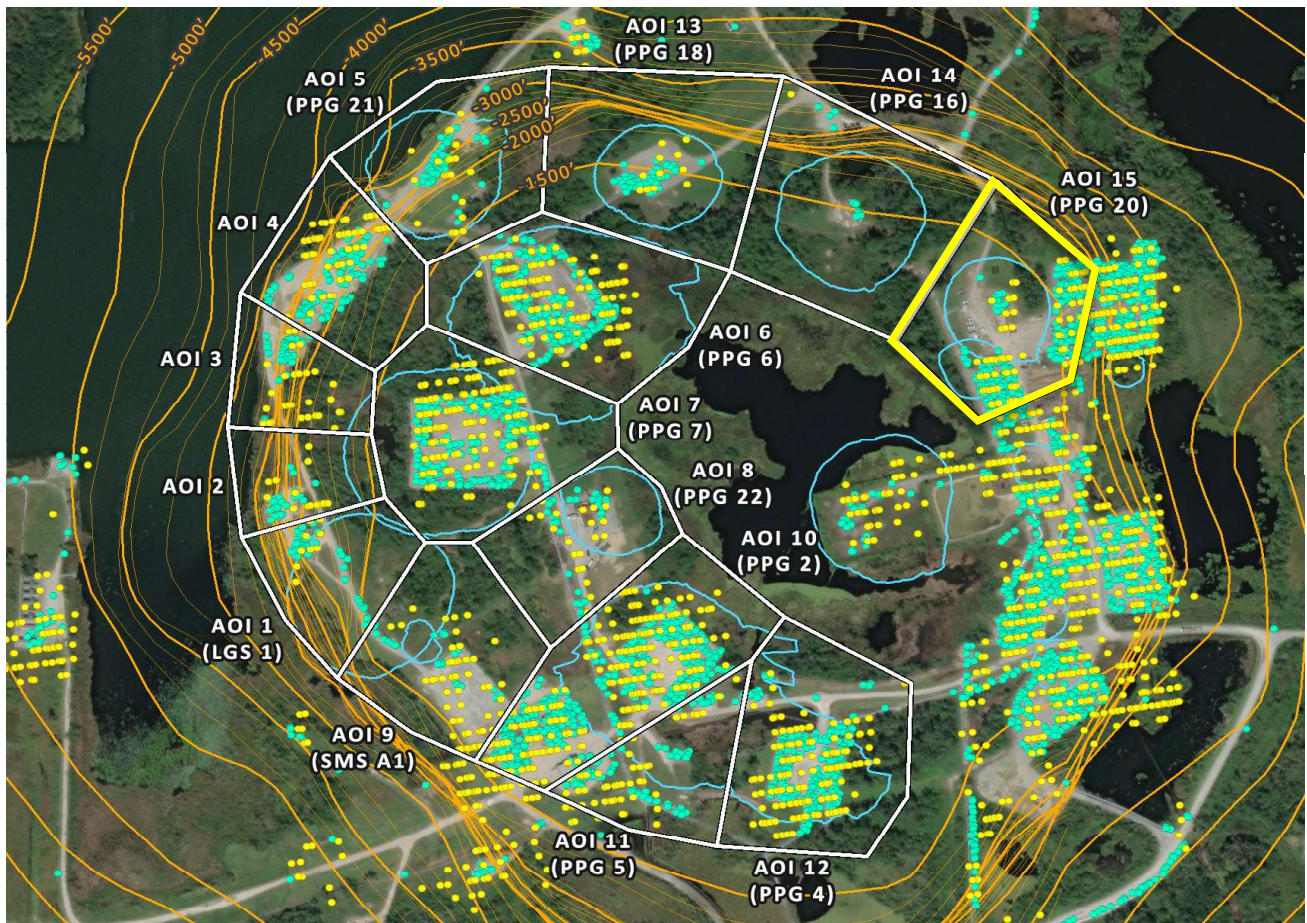 -5500'
-5000'
-4500'
-4000'
-3500'
-3000'
-2500'
-2000'
-1500'
AOI 13
(PPG 18)
AOI 5
(PPG 21)
AOI 14
(PPG 16)
AOI 15
(PPG 20)
AOI 4
AOI 3
AOI 6
(PPG 6)
AOI 7
(PPG 7)
AOI 2
AOI 8
(PPG 22)
AOI 10
(PPG 2)
AOI 1
(LGS 1)
AOI 9
(SMS A1)
AOI 11
(PPG 5)
AOI 12
(PPG 4)